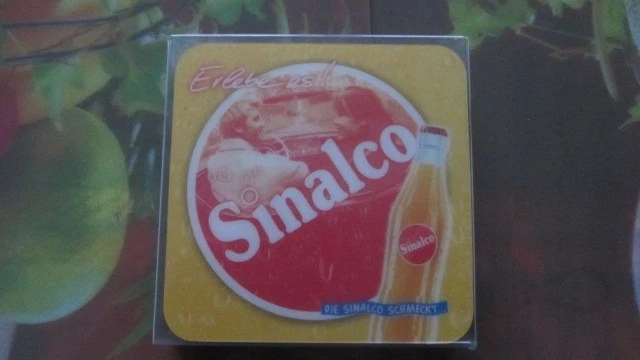 Erlebe es!
Sinalco
Sinalco
DIE SINALCO SCHMECKT...